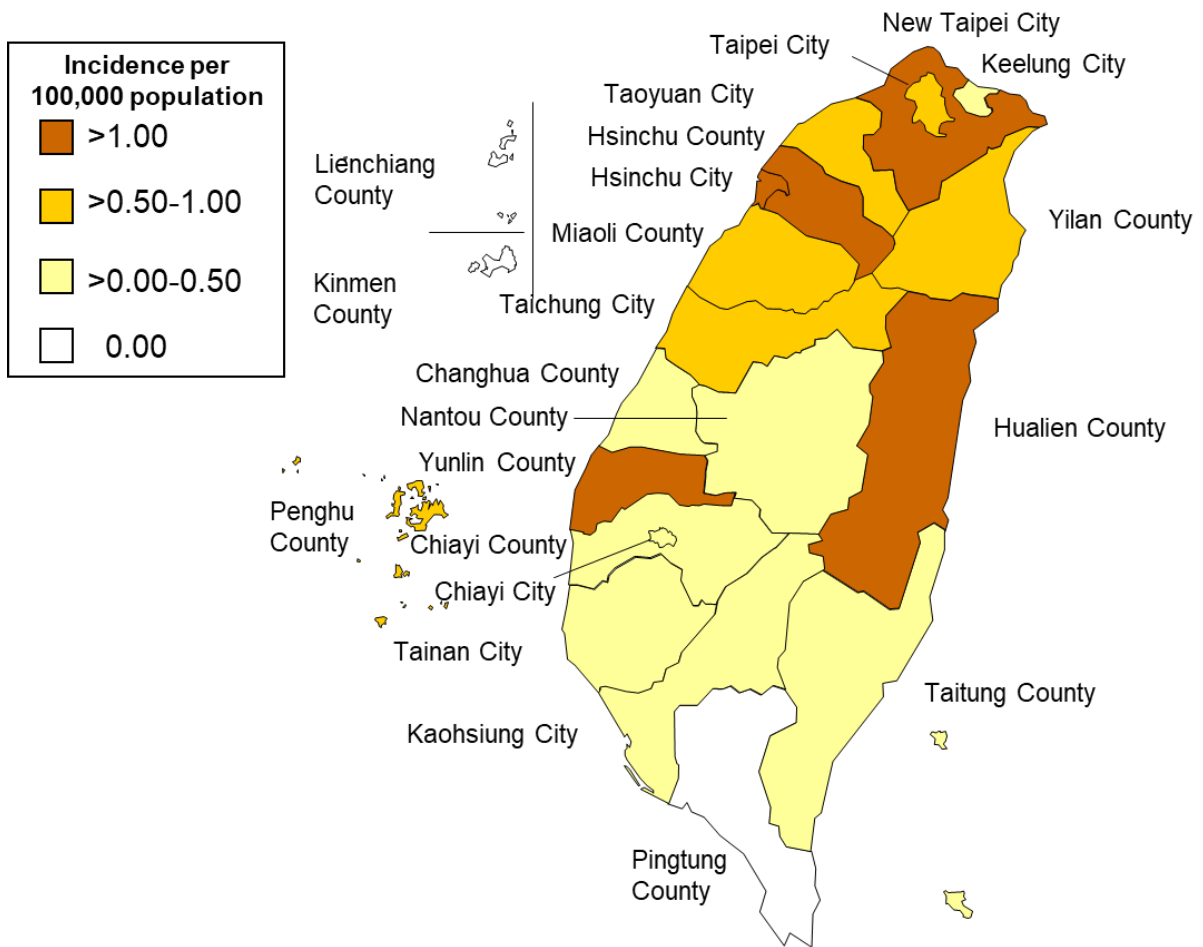 Incidence per
100,000 population
>1.00
>0.50-1.00
>0.00-0.50
0.00
New Taipei City
Taipei City
Keelung City
Taoyuan City
Hsinchu County
Lienchiang
County
Hsinchu City
Yilan County
Miaoli County
Kinmen
County
Taichung City
Changhua County
Nantou County
Hualien County
Yunlin County
Penghu
County
Chiayi County
Chiayi City
Tainan City
Taitung County
Kaohsiung City
Pingtung
County